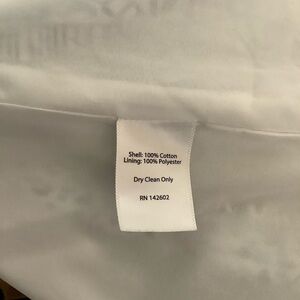 Shell: 100% Cotton
Lining: 100% Polyester
Dry Clean Only
RN 142602